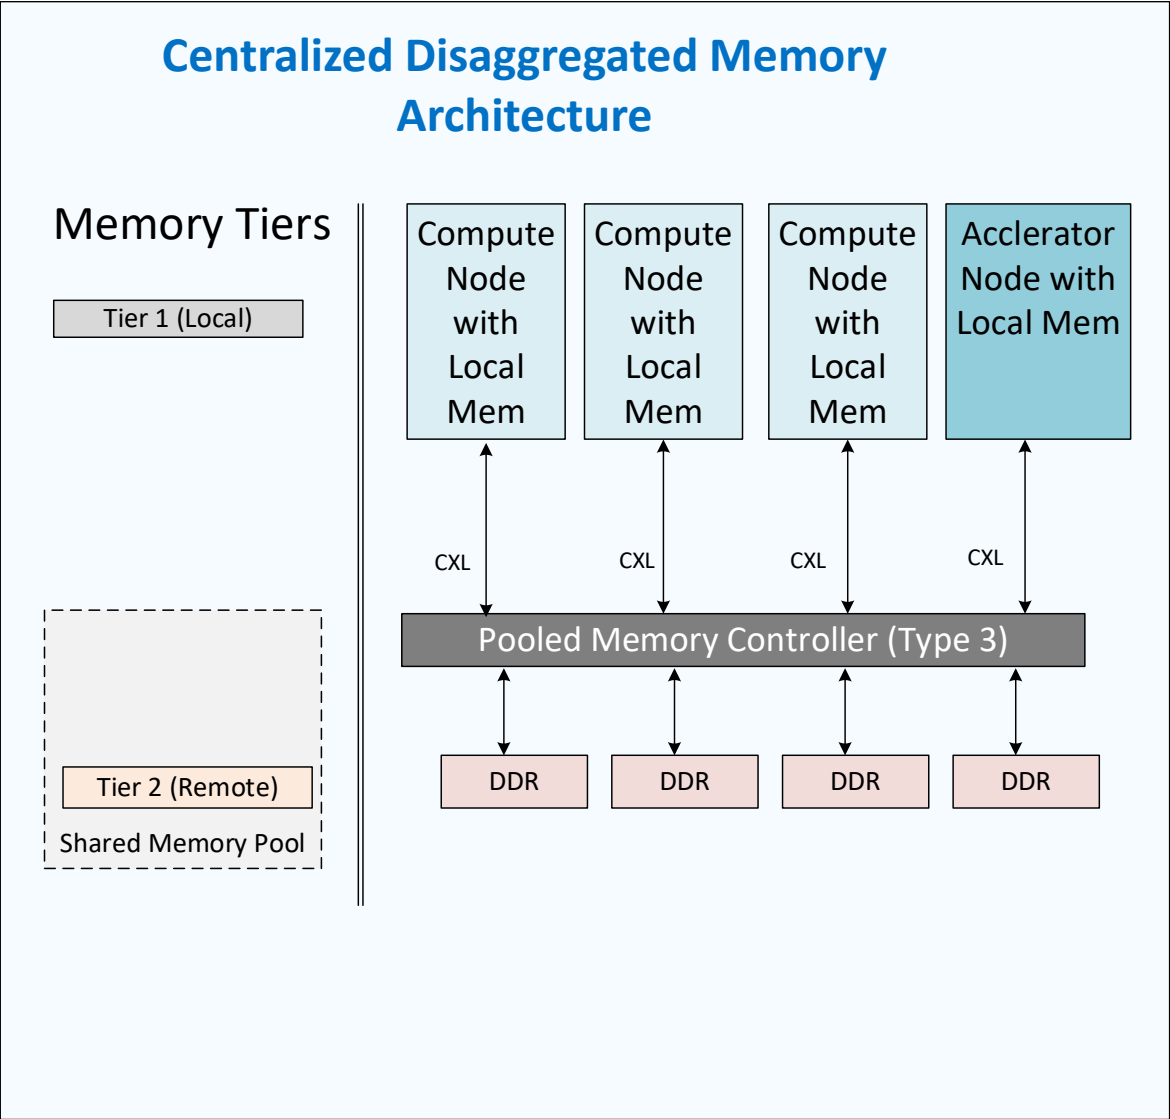 Centralized Disaggregated Memory
Architecture
Memory Tiers
Tier 1 (Local)
Compute
Node
with
Local
Mem
Compute
Node
with
Local
Mem
Compute
Node
with
Local
Mem
Acclerator
Node with
Local Mem
CXL
CXL
CXL
CXL
Pooled Memory Controller (Type 3)
Tier 2 (Remote)
Shared Memory Pool
DDR
DDR
DDR
DDR